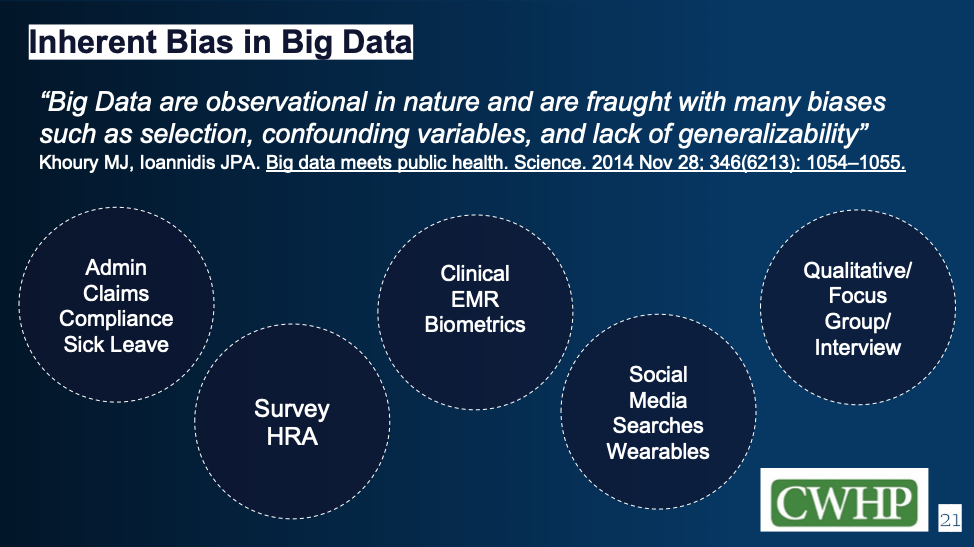 Inherent Bias in Big Data
“Big Data are observational in nature and are fraught with many biases
such as selection, confounding variables, and lack of generalizability”
Khoury MJ, Ioannidis JPA. Big data meets public health. Science. 2014 Nov 28; 346(6213): 1054–1055.
Admin
Claims
Compliance
Sick Leave
Survey
HRA
Clinical
EMR
Biometrics
Social
Media
Searches
Wearables
Qualitative/
Focus
Group/
Interview
CWHP
21